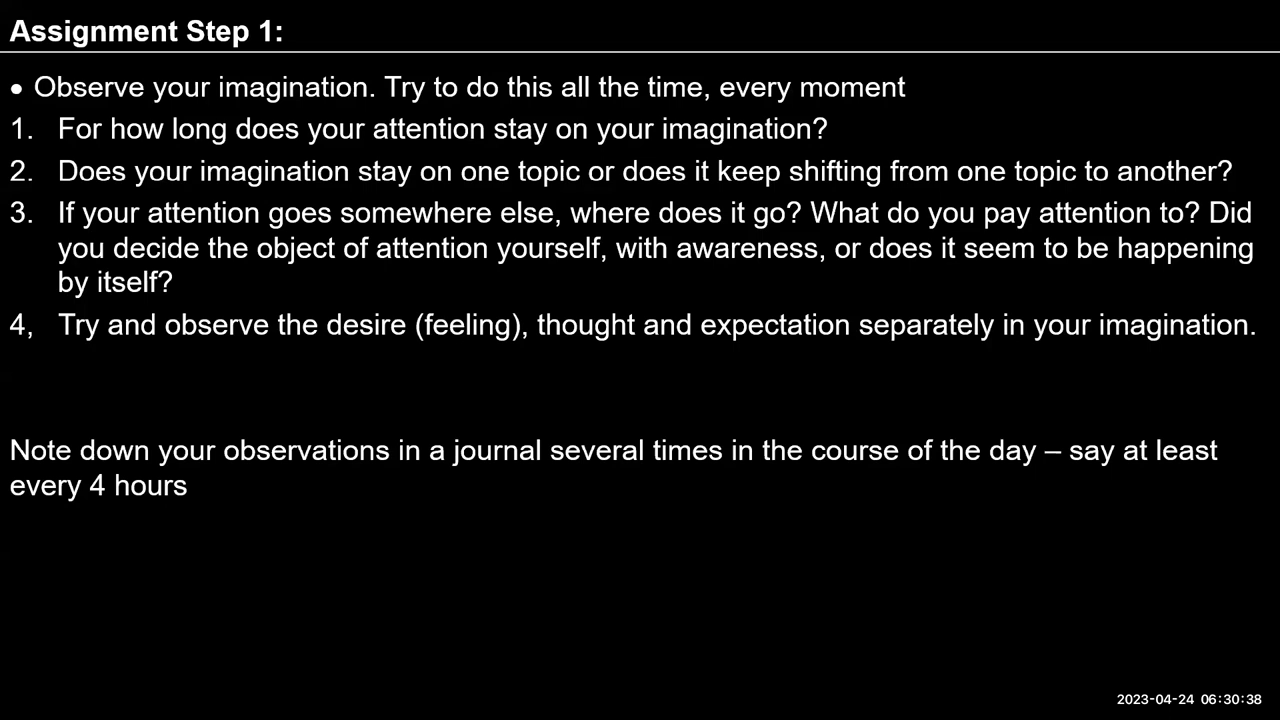 Assignment Step 1:
• Observe your imagination. Try to do this all the time, every moment
1. For how long does your attention stay on your imagination?
2. Does your imagination stay on one topic or does it keep shifting from one topic to another?
3. If your attention goes somewhere else, where does it go? What do you pay attention to? Did
you decide the object of attention yourself, with awareness, or does it seem to be happening
by itself?
4, Try and observe the desire (feeling), thought and expectation separately in your imagination.
Note down your observations in a journal several times in the course of the day – say at least
every 4 hours
2023-04-24 06:30:38